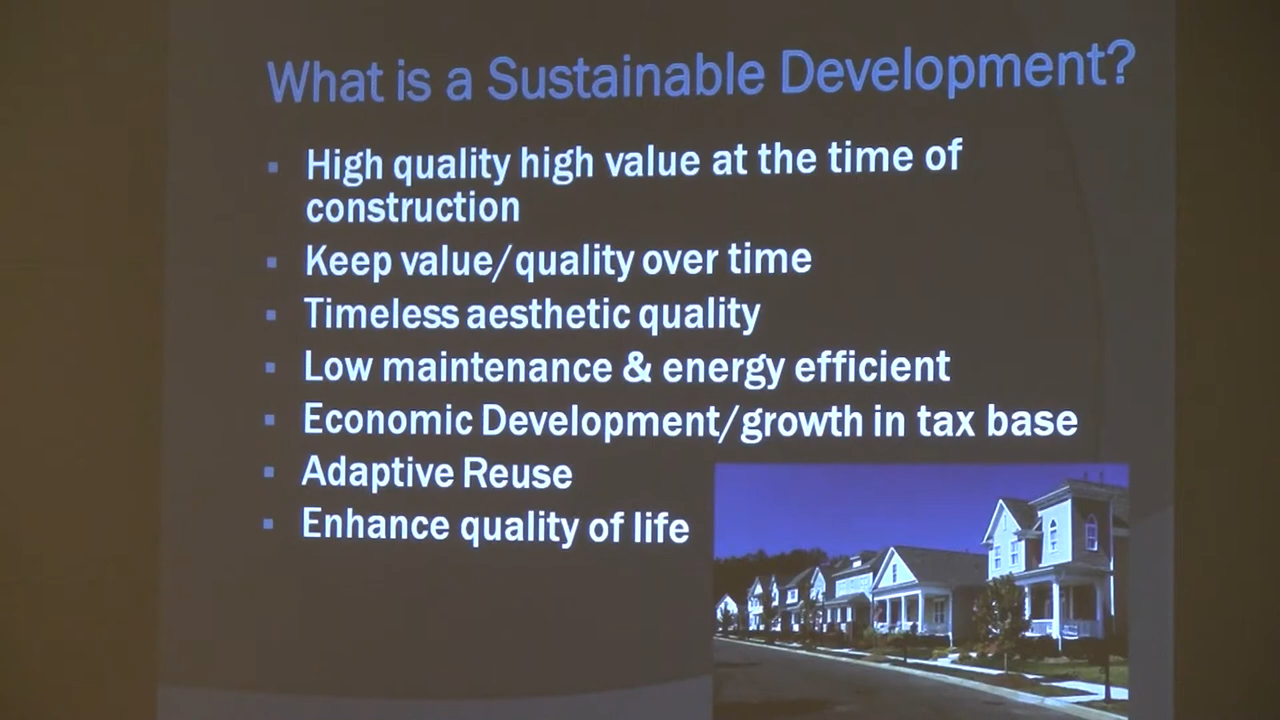 What is a Sustainable Development?
▪ High quality high value at the time of
construction
▪ Keep value/quality over time
▪ Timeless aesthetic quality
▪ Low maintenance & energy efficient
▪ Economic Development/growth in tax base
▪ Adaptive Reuse
▪ Enhance quality of life